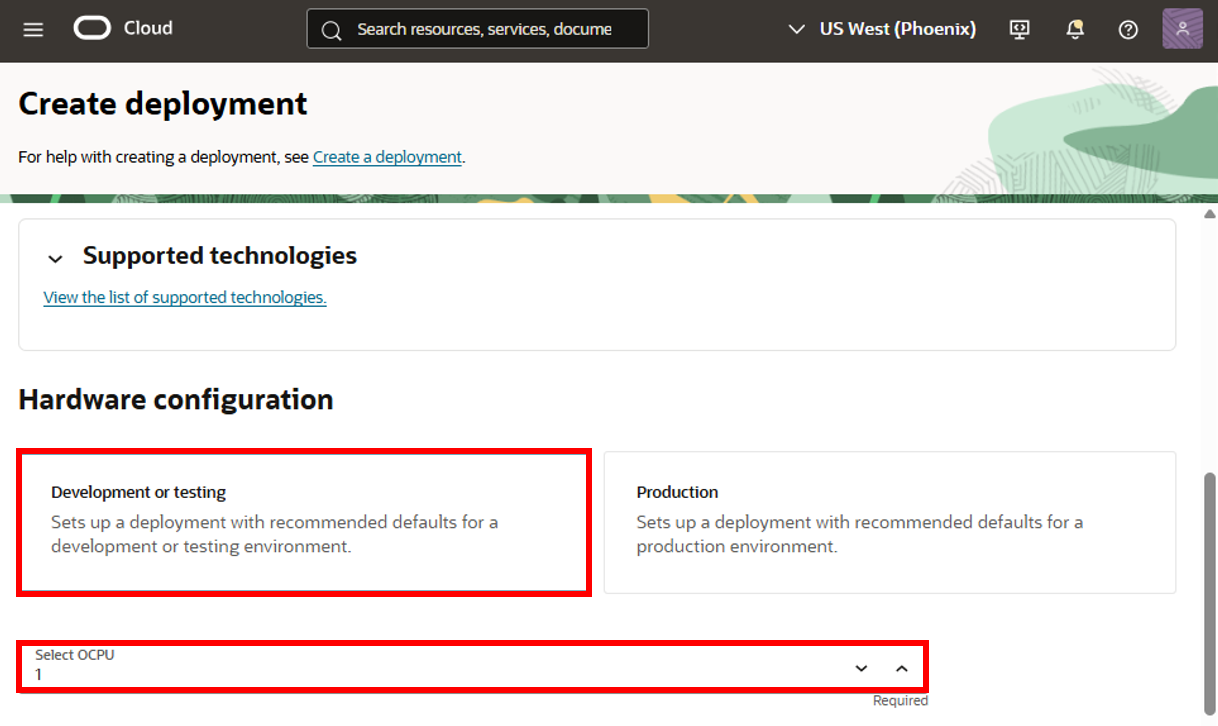 Cloud
Search resources, services, docume
US West (Phoenix)
Create deployment
For help with creating a deployment, see Create a deployment.
Supported technologies
View the list of supported technologies.
Hardware configuration
Development or testing
Sets up a deployment with recommended defaults for a
development or testing environment.
Production
Sets up a deployment with recommended defaults for a
production environment.
Select OCPU
1
Required